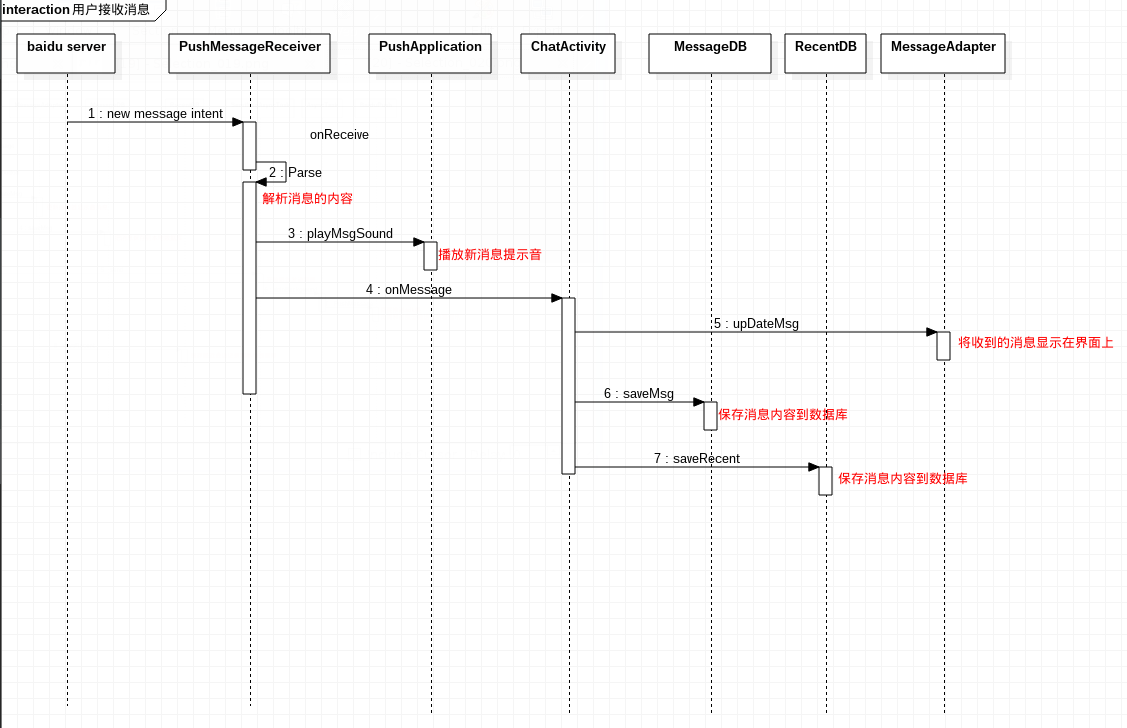 interaction 用户接收消息
baidu server
PushMessageReceiver
PushApplication
ChatActivity
MessageDB
RecentDB
MessageAdapter
1 : new message intent
onReceive
2 : Parse
解析消息的内容
3 : playMsgSound
播放新消息提示音
4 : onMessage
5 : upDateMsg
将收到的消息显示在界面上
6 : saveMsg
保存消息内容到数据库
7 : saveRecent
保存消息内容到数据库